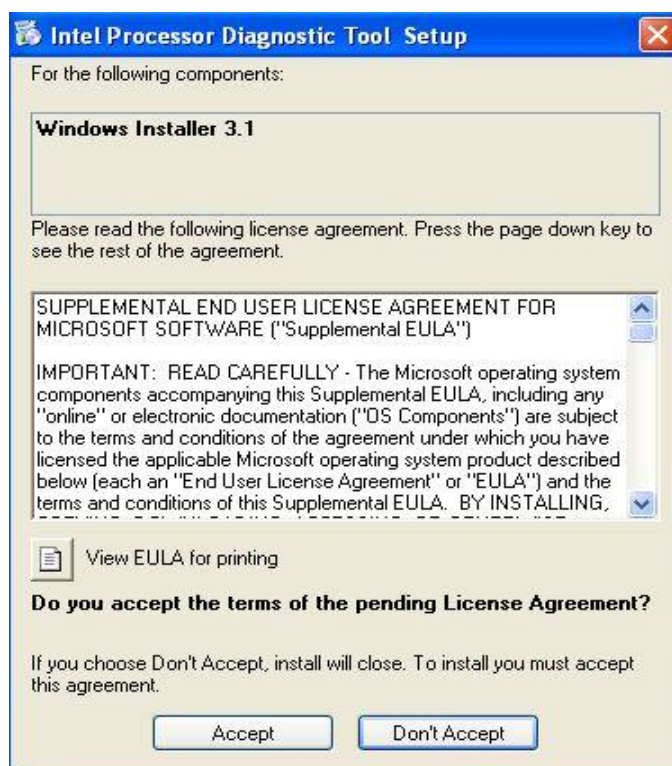 Intel Processor Diagnostic Tool Setup
For the following components:
Windows Installer 3.1
Please read the following license agreement. Press the page down key to
see the rest of the agreement.
SUPPLEMENTAL END USER LICENSE AGREEMENT FOR
MICROSOFT SOFTWARE ("Supplemental EULA")
IMPORTANT: READ CAREFULLY - The Microsoft operating system
components accompanying this Supplemental EULA, including any
"online" or electronic documentation ("OS Components") are subject
to the terms and conditions of the agreement under which you have
licensed the applicable Microsoft operating system product described
below (each an "End User License Agreement" or "EULA") and the
terms and conditions of this Supplemental EULA. BY INSTALLING,
View EULA for printing
Do you accept the terms of the pending License Agreement?
If you choose Don't Accept, install will close. To install you must accept
this agreement.
Accept
Don't Accept